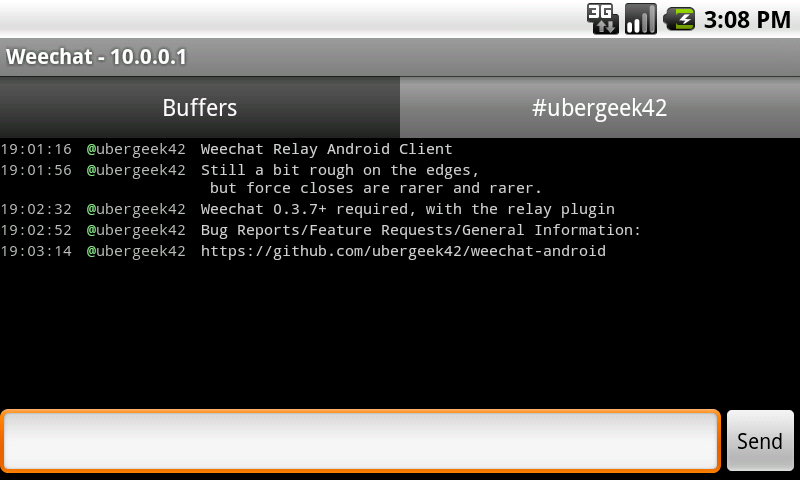 3G 3:08 PM
Weechat - 10.0.0.1
Buffers #ubergeek42
19:01:16 @ubergeek42 Weechat Relay Android Client
19:01:56 @ubergeek42 Still a bit rough on the edges,
but force closes are rarer and rarer.
19:02:32 @ubergeek42 Weechat 0.3.7+ required, with the relay plugin
19:02:52 @ubergeek42 Bug Reports/Feature Requests/General Information:
19:03:14 @ubergeek42 https://github.com/ubergeek42/weechat-android
Send